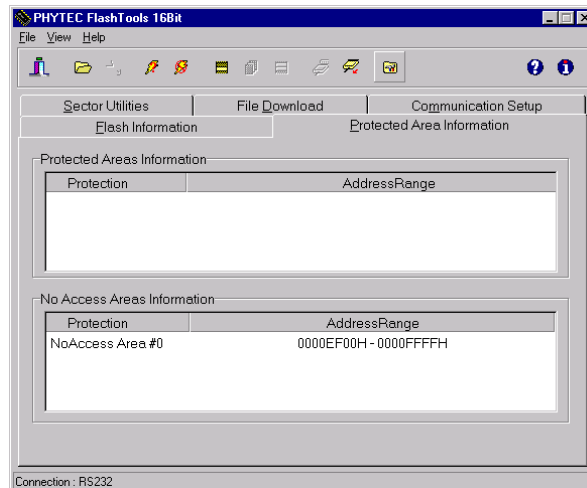 PHYTEC FlashTools 16Bit
File View Help
Sector Utilities File Download Communication Setup
Flash Information Protected Area Information
Protected Areas Information
Protection AddressRange
No Access Areas Information
Protection AddressRange
NoAccess Area #0 0000EF00H - 0000FFFFH
Connection : RS232